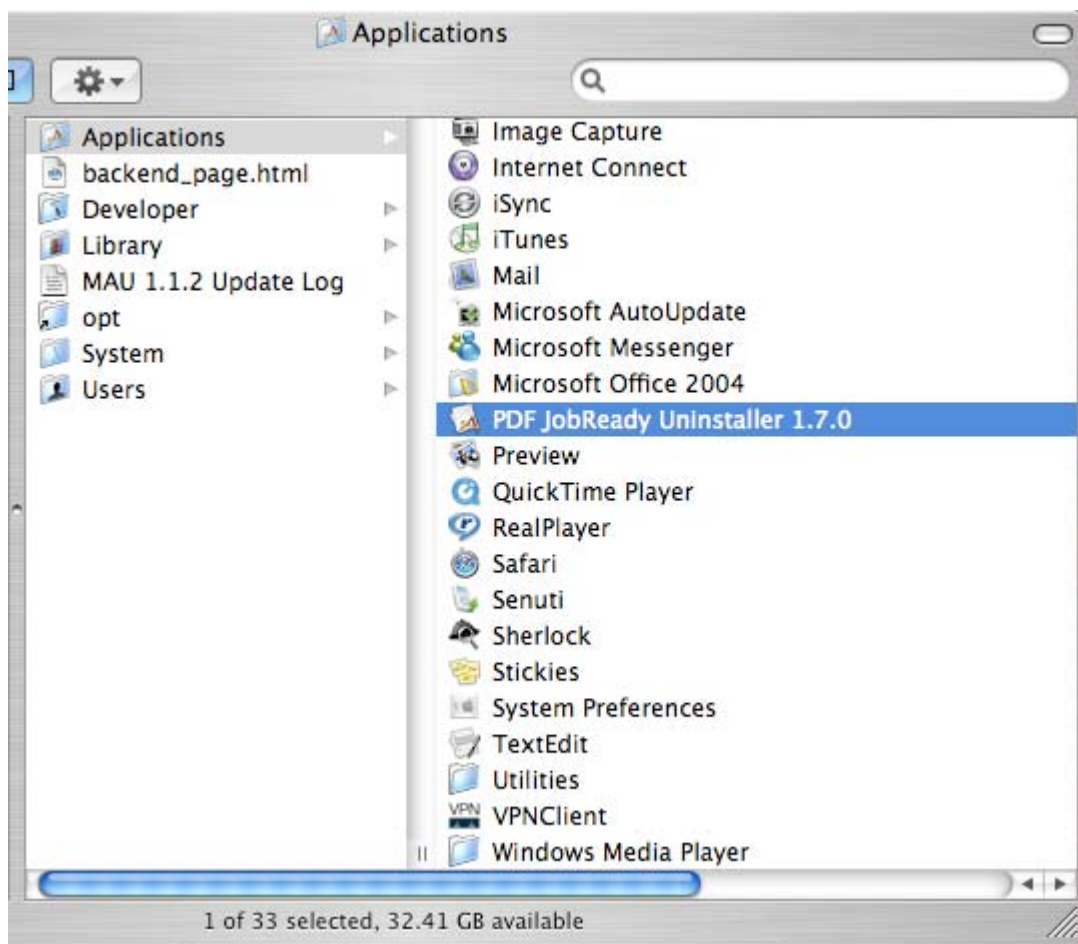 Applications
Applications
backend_page.html
Developer
Library
MAU 1.1.2 Update Log
opt
System
Users
Image Capture
Internet Connect
iSync
iTunes
Mail
Microsoft AutoUpdate
Microsoft Messenger
Microsoft Office 2004
PDF JobReady Uninstaller 1.7.0
Preview
QuickTime Player
RealPlayer
Safari
Senuti
Sherlock
Stickies
System Preferences
TextEdit
Utilities
VPN
VPNClient
Windows Media Player
1 of 33 selected, 32.41 GB available